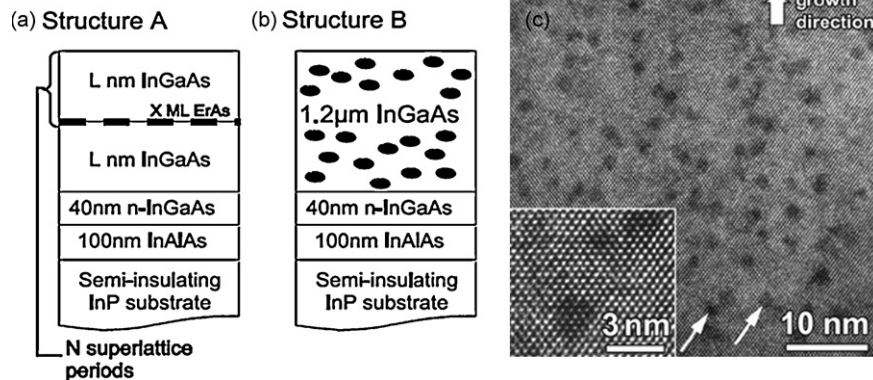 (a) Structure A
L nm InGaAs
X ML ErAs
L nm InGaAs
40nm n-InGaAs
100nm InAlAs
Semi-insulating
InP substrate
N superlattice
periods
(b) Structure B
1.2μm InGaAs
40nm n-InGaAs
100nm InAlAs
Semi-insulating
InP substrate
(c)
growth
direction
3 nm
10 nm